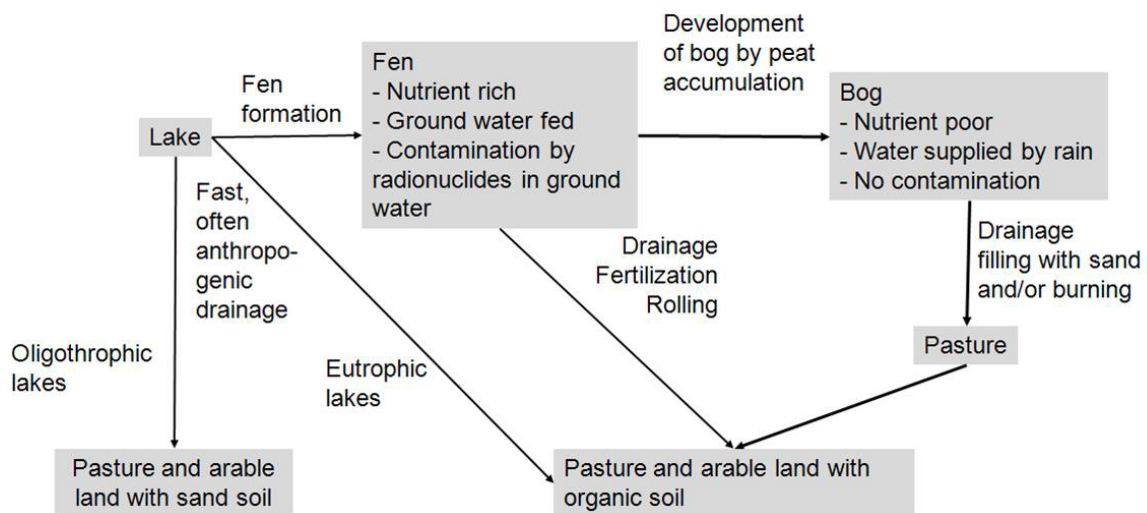 Development
of bog by peat
accumulation
Fen
- Nutrient rich
- Ground water fed
- Contamination by
radionuclides in ground
water
Fen
formation
Bog
- Nutrient poor
- Water supplied by rain
- No contamination
Lake
Fast,
often
anthropo-
genic
drainage
Drainage
Fertilization
Rolling
Drainage
filling with sand
and/or burning
Oligothrophic
lakes
Eutrophic
lakes
Pasture
Pasture and arable
land with sand soil
Pasture and arable land with
organic soil